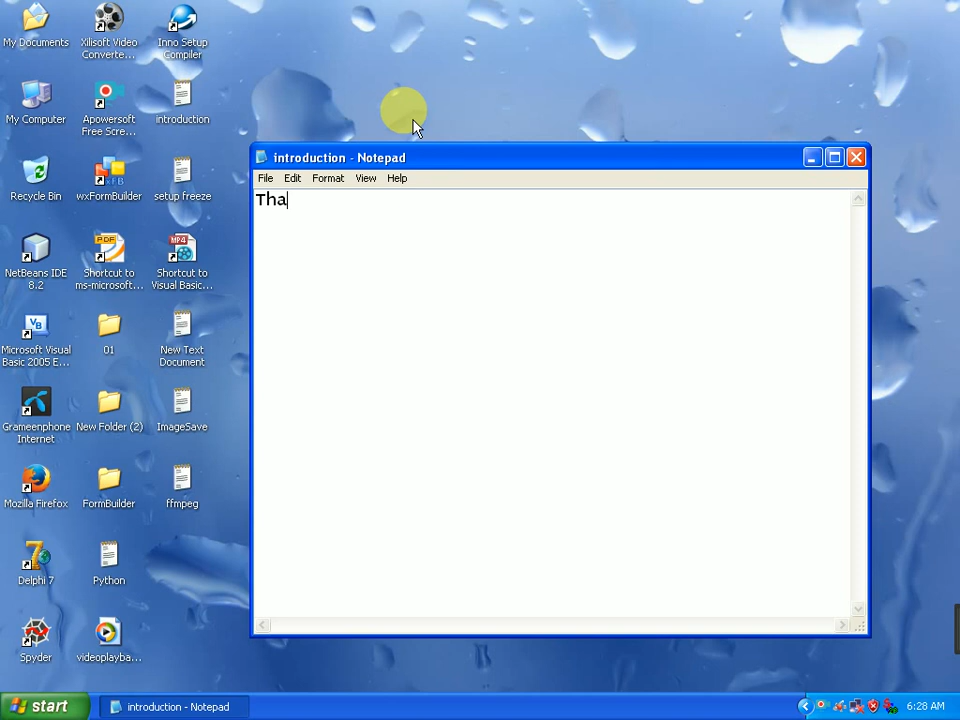 My Documents
Xilisoft Video
Converte...
Inno Setup
Compiler
My Computer
Apowersoft
Free Scre...
introduction
Recycle Bin
wxFormBuilder
setup freeze
NetBeans IDE
8.2
PDF
Shortcut to
ms-microsoft...
MP4
Shortcut to
Visual Basic...
Microsoft Visual
Basic 2005 E...
01
New Text
Document
Grameenphone
Internet
New Folder (2)
ImageSave
Mozilla Firefox
FormBuilder
ffmpeg
Delphi 7
Python
Spyder
videoplayba...
introduction - Notepad
File Edit Format View Help
Tha
start
introduction - Notepad
6:28 AM